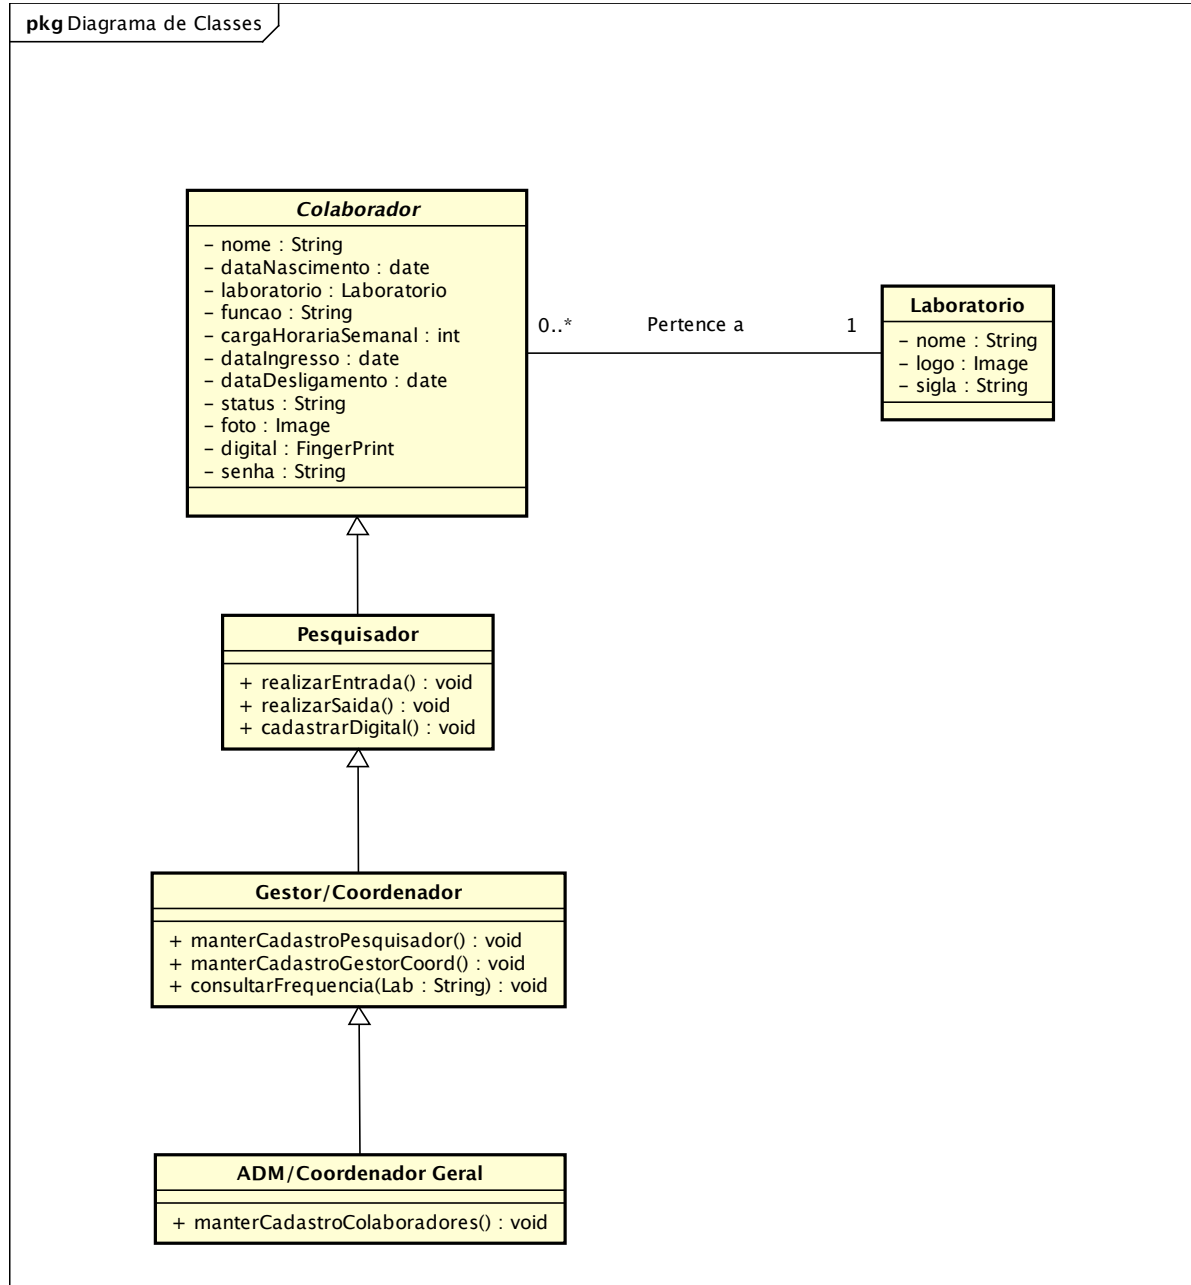 pkg Diagrama de Classes
Colaborador
– nome : String
– dataNascimento : date
– laboratorio : Laboratorio
– funcao : String
– cargaHorariaSemanal : int
– dataIngresso : date
– dataDesligamento : date
– status : String
– foto : Image
– digital : FingerPrint
– senha : String
0..* Pertence a 1
Laboratorio
– nome : String
– logo : Image
– sigla : String
Pesquisador
+ realizarEntrada() : void
+ realizarSaida() : void
+ cadastrarDigital() : void
Gestor/Coordenador
+ manterCadastroPesquisador() : void
+ manterCadastroGestorCoord() : void
+ consultarFrequencia(Lab : String) : void
ADM/Coordenador Geral
+ manterCadastroColaboradores() : void